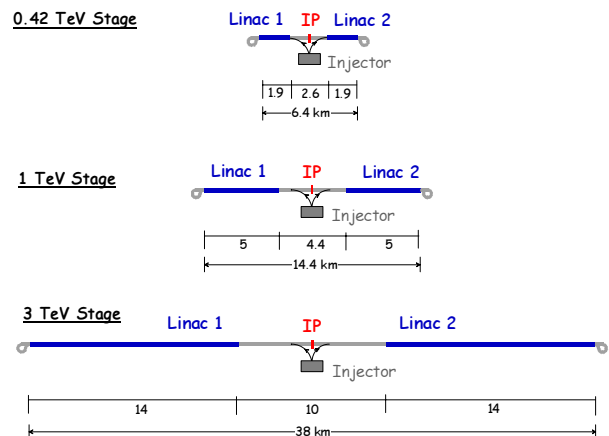 0.42 TeV Stage
Linac 1 IP Linac 2
Injector
1.9 2.6 1.9
6.4 km
1 TeV Stage
Linac 1 IP Linac 2
Injector
5 4.4 5
14.4 km
3 TeV Stage
Linac 1 IP Linac 2
Injector
14 10 14
38 km